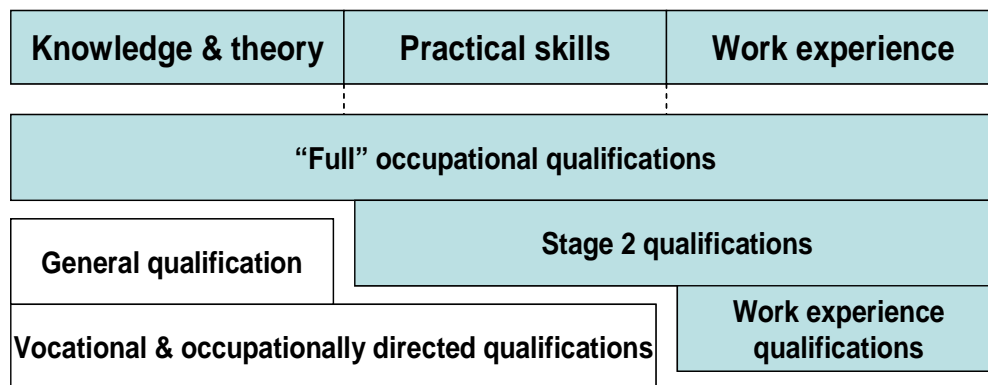 Knowledge & theory
Practical skills
Work experience
“Full” occupational qualifications
Stage 2 qualifications
General qualification
Work experience
qualifications
Vocational & occupationally directed qualifications